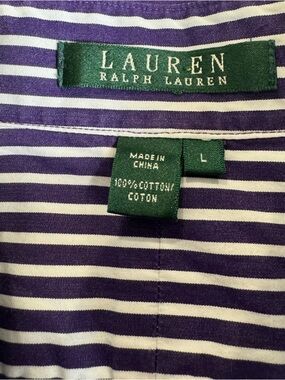 LAUREN
RALPH LAUREN
MADE IN
CHINA
L
100% COTTON/
COTON